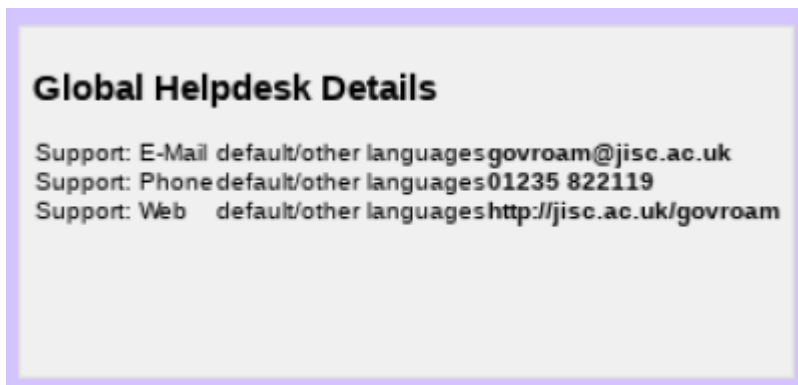 Global Helpdesk Details
Support: E-Mail default/other languages govroam@jisc.ac.uk
Support: Phone default/other languages 01235 822119
Support: Web default/other languages http://jisc.ac.uk/govroam